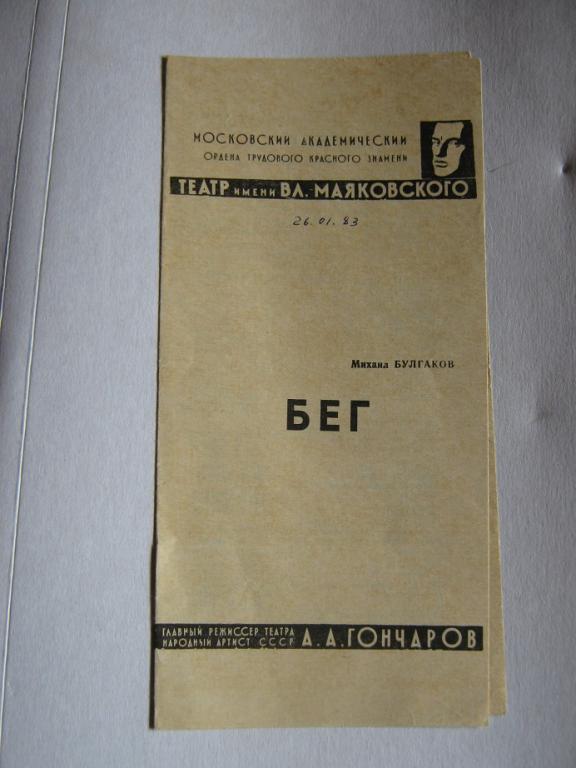 МОСКОВСКИЙ АКАДЕМИЧЕСКИЙ
ОРДЕНА ТРУДОВОГО КРАСНОГО ЗНАМЕНИ
ТЕАТР ИМЕНИ ВЛ. МАЯКОВСКОГО
26.01.83
Михаил БУЛГАКОВ
БЕГ
ГЛАВНЫЙ РЕЖИССЕР ТЕАТРА
НАРОДНЫЙ АРТИСТ СССР А.А.ГОНЧАРОВ